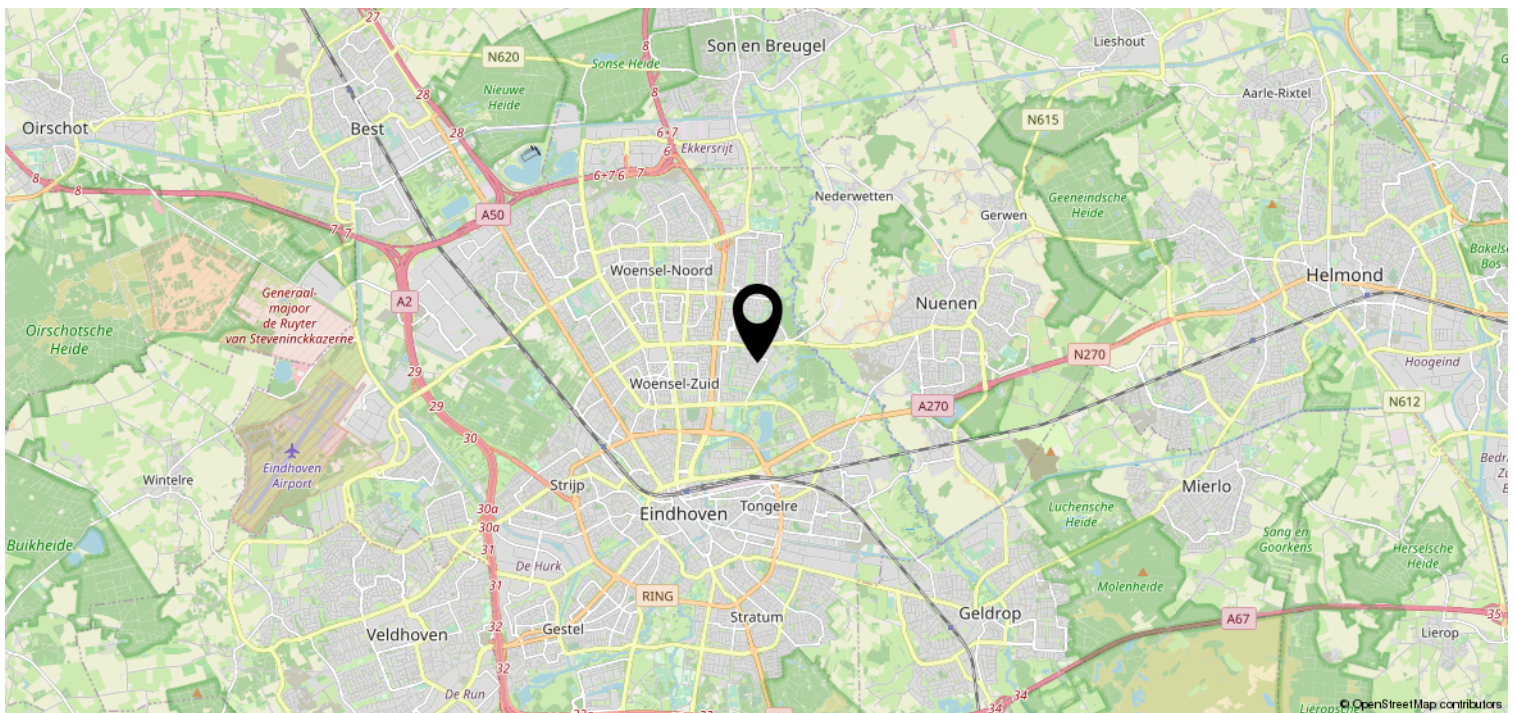 27
8
Son en Breugel
Lieshout
N620
Sonse Heide
Nieuwe
Heide
28
8
Aarle-Rixtel
Oirschot
Best
28
6+7
N615
6
Ekkersrijt
8
8
6+7
6
7
Nederwetten
Geeneindsche
Heide
A50
Gerwen
7
7
Bakels
Bos
Woensel-Noord
Helmond
Generaal-
majoor
de Ruyter
van Steveninckkazerne
A2
Nuenen
Oirschotsche
Heide
N270
Hoogeind
29
Woensel-Zuid
29
A270
N612
30
Eindhoven
Airport
Wintelre
Strijp
Mierlo
30a
Eindhoven
Tongelre
Luchensche
Heide
30a
Buikheide
31
Sang en
Goorkens
Herselsche
Heide
De Hurk
31
Molenheide
RING
Geldrop
35
32
Gestel
Stratum
A67
Veldhoven
Lierop
32
De Run
34
34
© OpenStreetMap contributors